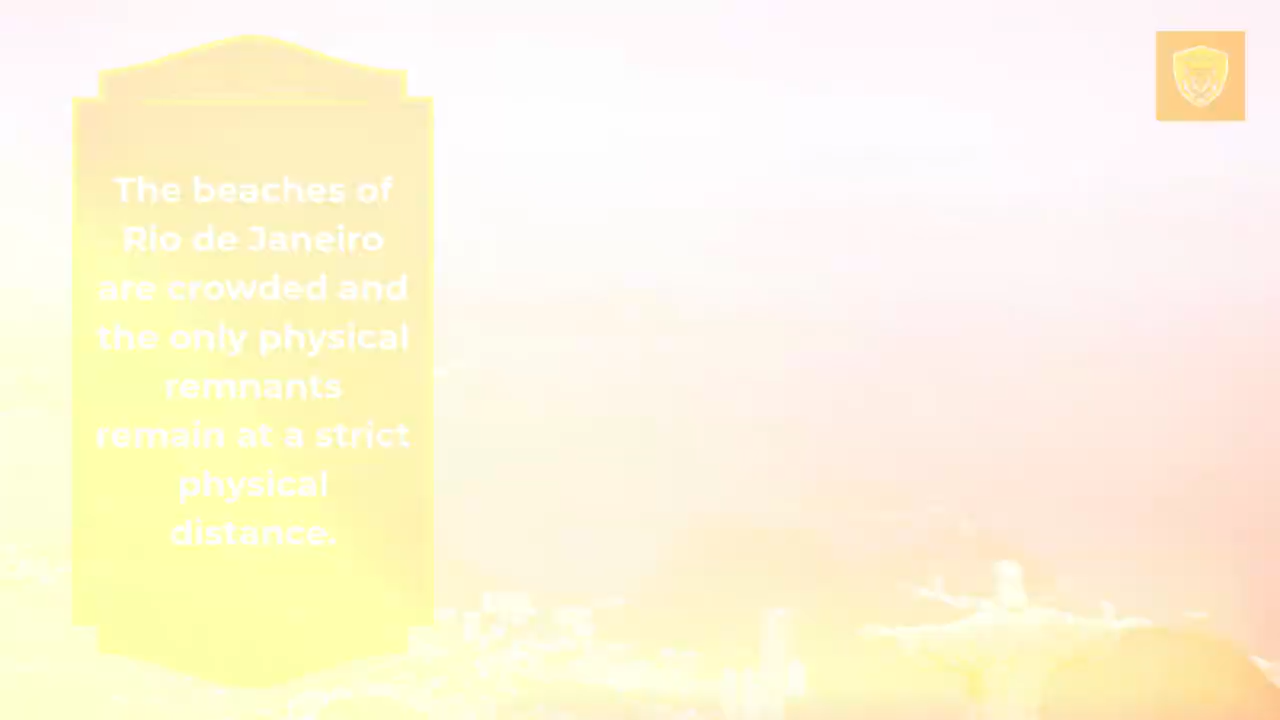 The beaches of
Rio de Janeiro
are crowded and
the only physical
remnants
remain at a strict
physical
distance.